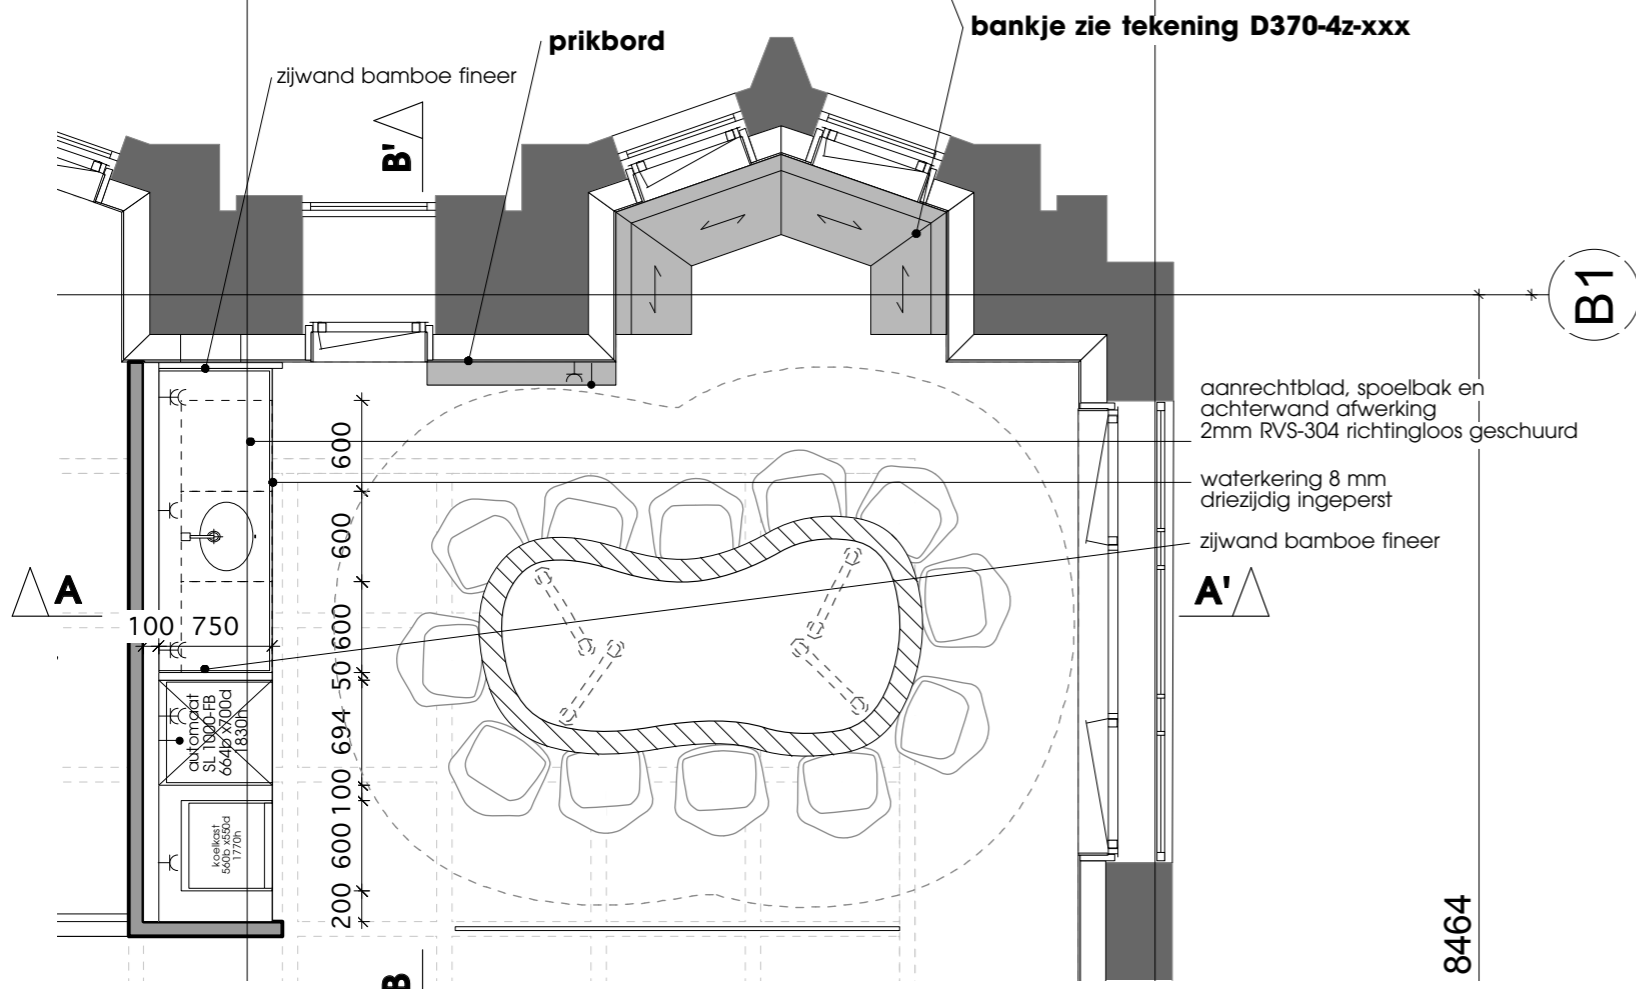 bankje zie tekening D370-4z-xxx
prikbord
zijwand bamboe fineer
B'
B1
aanrechtblad, spoelbak en
achterwand afwerking
2mm RVS-304 richtingloos geschuurd
waterkering 8 mm
driezijdig ingeperst
zijwand bamboe fineer
A
A'
100 750
600
600
600
50
694
100
600
200
automaat
SL 1000-FB
664b x700d
1830h
koelkast
560b x550d
1770h
8464
B